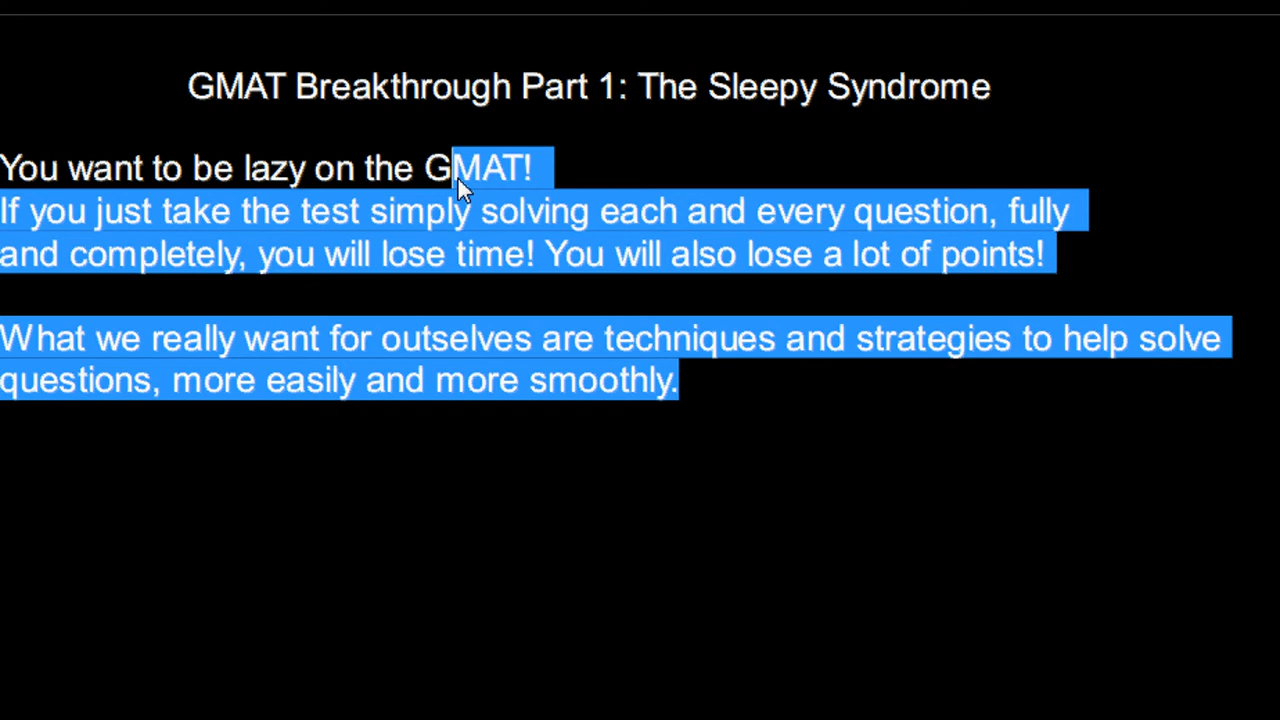 GMAT Breakthrough Part 1: The Sleepy Syndrome
You want to be lazy on the GMAT!
If you just take the test simply solving each and every question, fully
and completely, you will lose time! You will also lose a lot of points!
What we really want for outselves are techniques and strategies to help solve
questions, more easily and more smoothly.